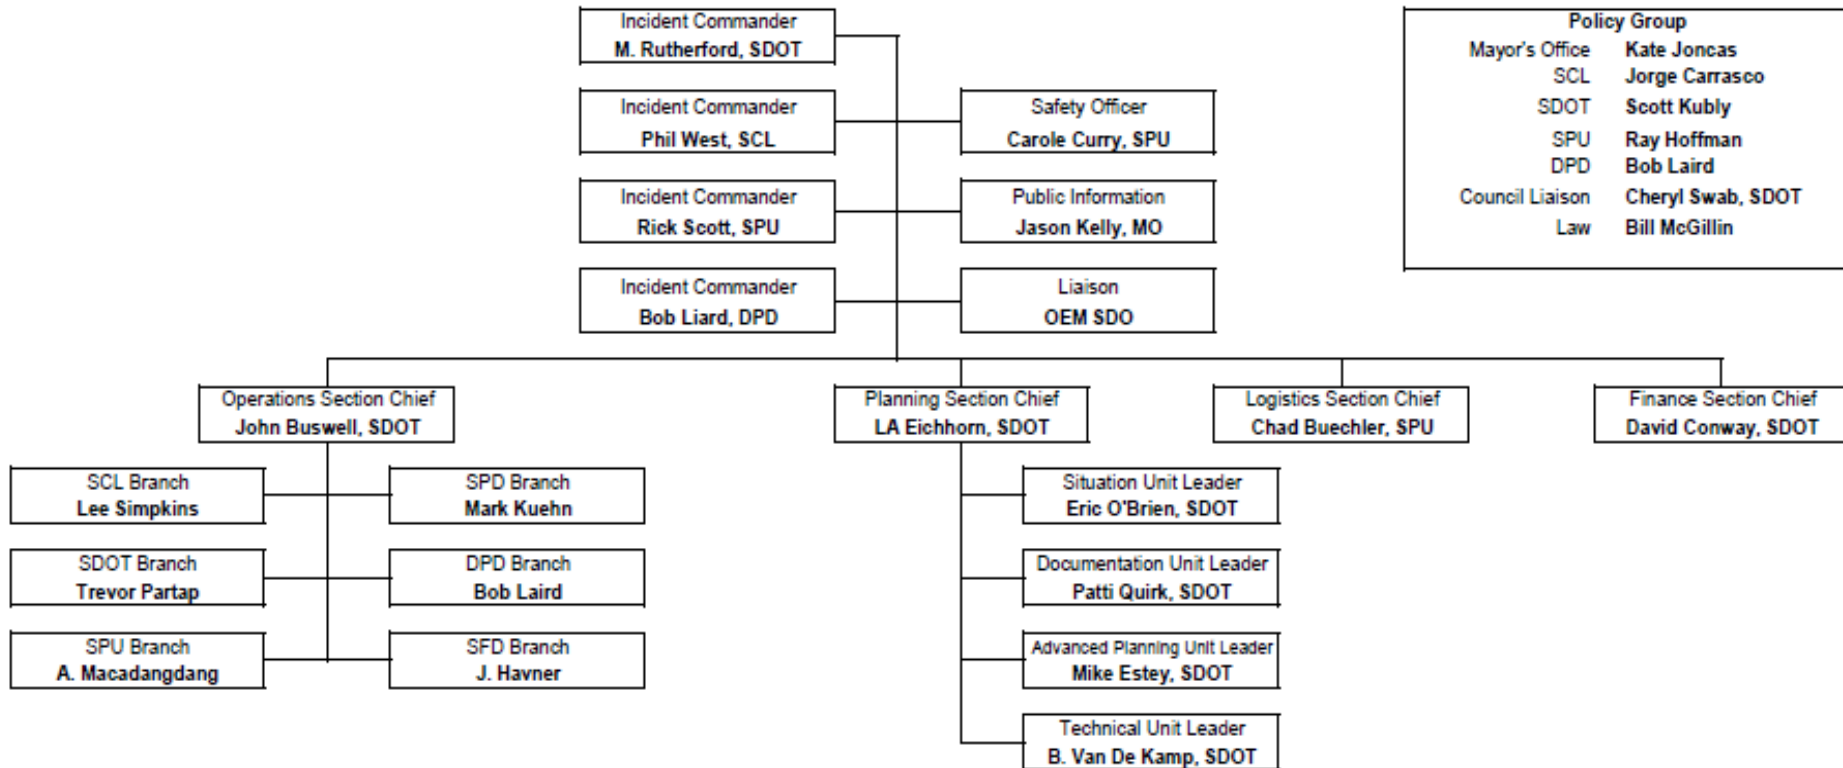 Incident Commander
M. Rutherford, SDOT
Incident Commander
Phil West, SCL
Safety Officer
Carole Curry, SPU
Incident Commander
Rick Scott, SPU
Public Information
Jason Kelly, MO
Incident Commander
Bob Liard, DPD
Liaison
OEM SDO
Policy Group
Mayor's Office Kate Joncas
SCL Jorge Carrasco
SDOT Scott Kubly
SPU Ray Hoffman
DPD Bob Laird
Council Liaison Cheryl Swab, SDOT
Law Bill McGillin
Operations Section Chief
John Buswell, SDOT
Planning Section Chief
LA Eichhorn, SDOT
Logistics Section Chief
Chad Buechler, SPU
Finance Section Chief
David Conway, SDOT
SCL Branch
Lee Simpkins
SPD Branch
Mark Kuehn
SDOT Branch
Trevor Partap
DPD Branch
Bob Laird
SPU Branch
A. Macadangdang
SFD Branch
J. Havner
Situation Unit Leader
Eric O'Brien, SDOT
Documentation Unit Leader
Patti Quirk, SDOT
Advanced Planning Unit Leader
Mike Estey, SDOT
Technical Unit Leader
B. Van De Kamp, SDOT